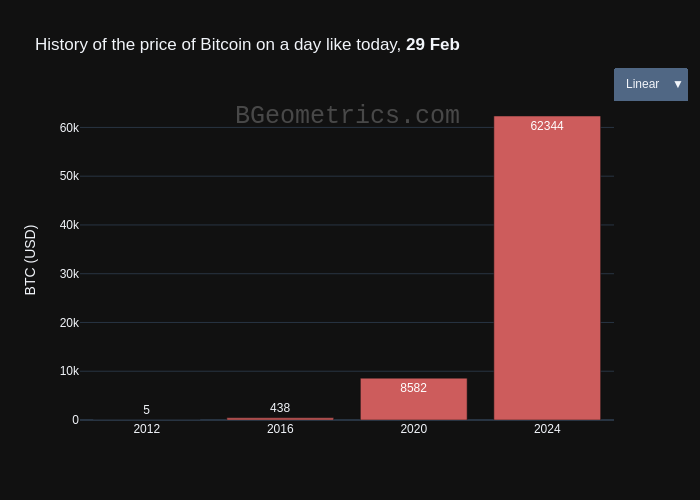 History of the price of Bitcoin on a day like today, 29 Feb
Linear ▼
BGeometrics.com
BTC (USD)
60k
50k
40k
30k
20k
10k
0
5
438
8582
62344
2012
2016
2020
2024